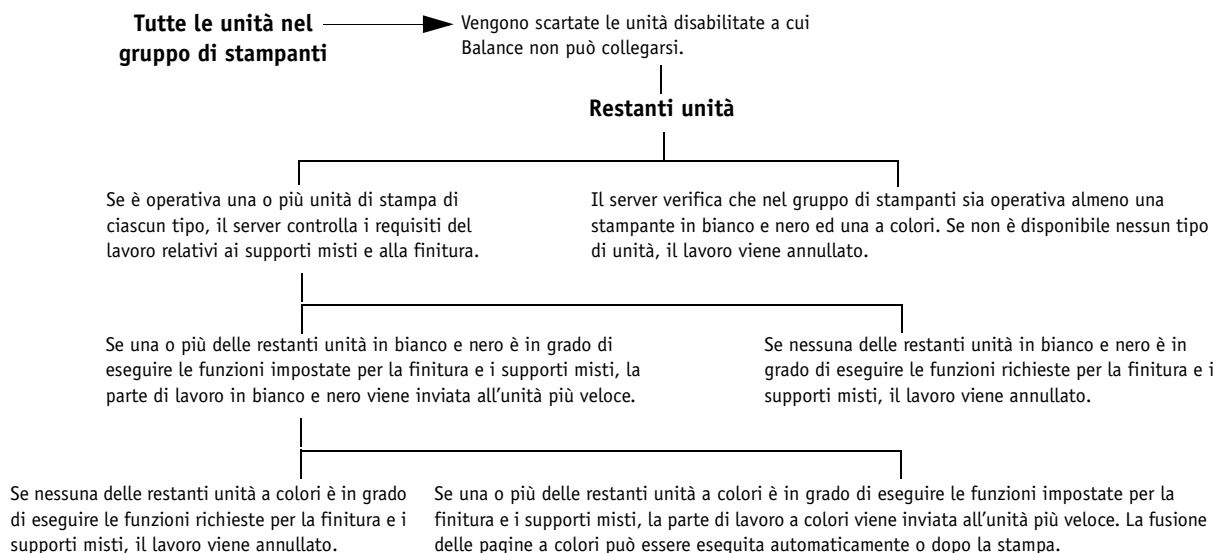 Tutte le unità nel
gruppo di stampanti
Vengono scartate le unità disabilitate a cui
Balance non può collegarsi.
Restanti unità
Se è operativa una o più unità di stampa di
ciascun tipo, il server controlla i requisiti del
lavoro relativi ai supporti misti e alla finitura.
Il server verifica che nel gruppo di stampanti sia operativa almeno una
stampante in bianco e nero ed una a colori. Se non è disponibile nessun tipo
di unità, il lavoro viene annullato.
Se una o più delle restanti unità in bianco e nero è in grado di
eseguire le funzioni impostate per la finitura e i supporti misti, la
parte di lavoro in bianco e nero viene inviata all'unità più veloce.
Se nessuna delle restanti unità in bianco e nero è in
grado di eseguire le funzioni richieste per la finitura e i
supporti misti, il lavoro viene annullato.
Se nessuna delle restanti unità a colori è in grado
di eseguire le funzioni richieste per la finitura e i
supporti misti, il lavoro viene annullato.
Se una o più delle restanti unità a colori è in grado di eseguire le funzioni impostate per la
finitura e i supporti misti, la parte di lavoro a colori viene inviata all'unità più veloce. La fusione
delle pagine a colori può essere eseguita automaticamente o dopo la stampa.